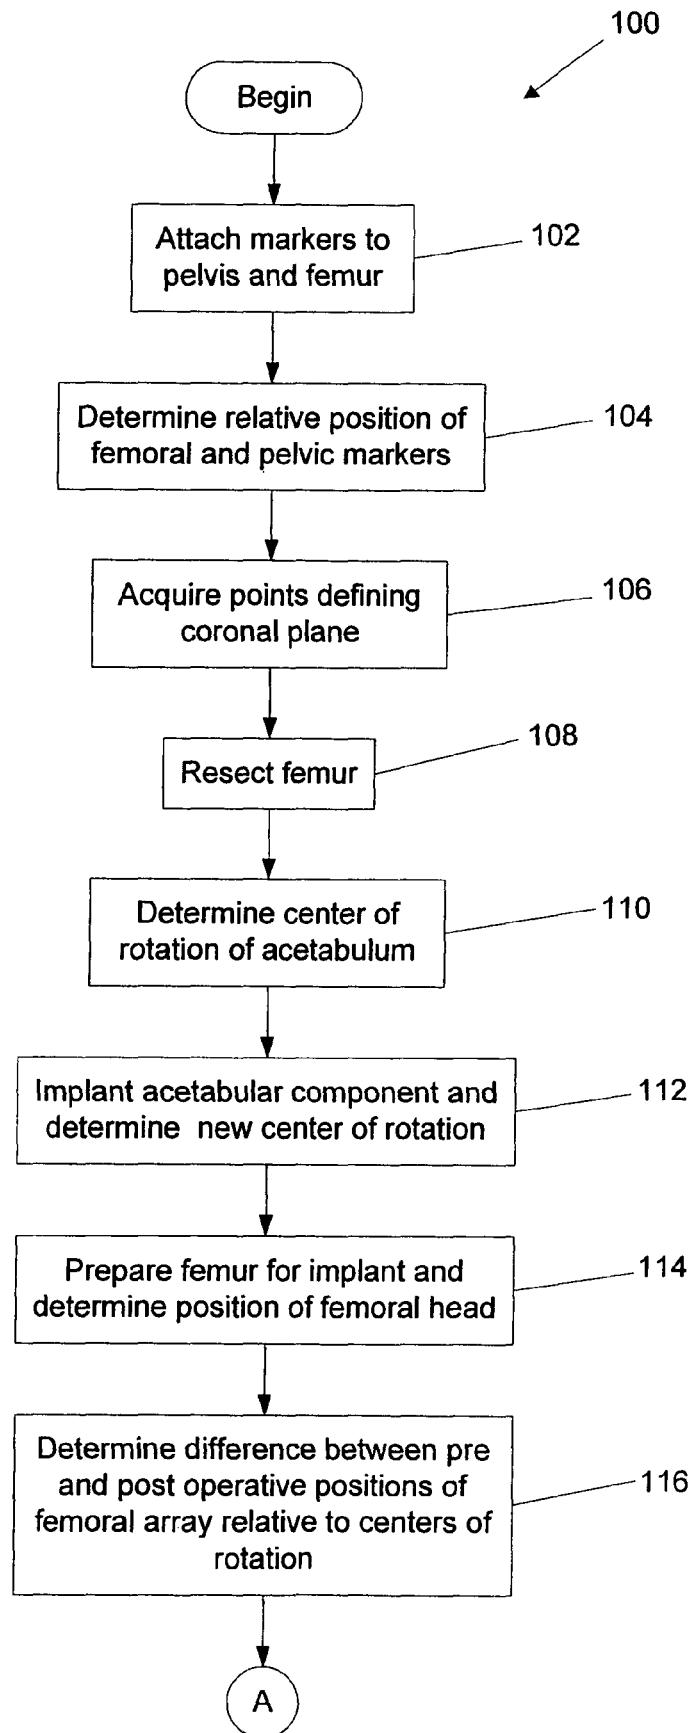 100
Begin
Attach markers to
pelvis and femur
102
Determine relative position of
femoral and pelvic markers
104
Acquire points defining
coronal plane
106
Resect femur
108
Determine center of
rotation of acetabulum
110
Implant acetabular component and
determine new center of rotation
112
Prepare femur for implant and
determine position of femoral head
114
Determine difference between pre
and post operative positions of
femoral array relative to centers of
rotation
116
A